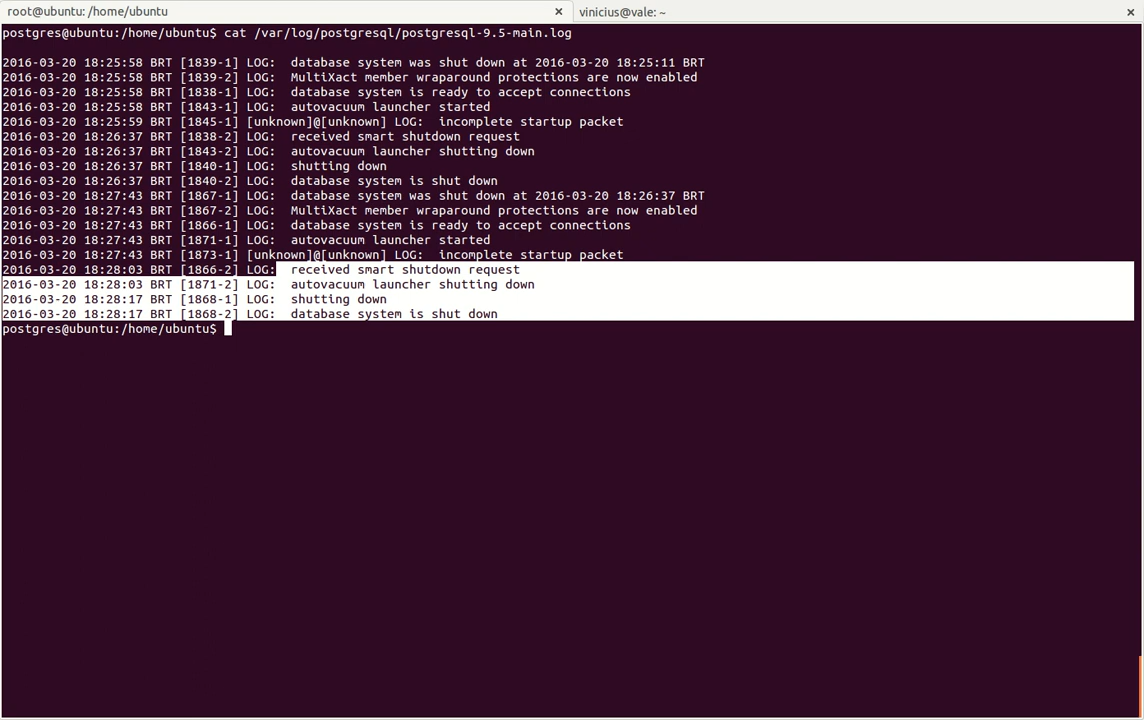 root@ubuntu: /home/ubuntu × vinicius@vale: ~ ×
postgres@ubuntu:/home/ubuntu$ cat /var/log/postgresql/postgresql-9.5-main.log
2016-03-20 18:25:58 BRT [1839-1] LOG:  database system was shut down at 2016-03-20 18:25:11 BRT
2016-03-20 18:25:58 BRT [1839-2] LOG:  MultiXact member wraparound protections are now enabled
2016-03-20 18:25:58 BRT [1838-1] LOG:  database system is ready to accept connections
2016-03-20 18:25:58 BRT [1843-1] LOG:  autovacuum launcher started
2016-03-20 18:25:59 BRT [1845-1] [unknown]@[unknown] LOG:  incomplete startup packet
2016-03-20 18:26:37 BRT [1838-2] LOG:  received smart shutdown request
2016-03-20 18:26:37 BRT [1843-2] LOG:  autovacuum launcher shutting down
2016-03-20 18:26:37 BRT [1840-1] LOG:  shutting down
2016-03-20 18:26:37 BRT [1840-2] LOG:  database system is shut down
2016-03-20 18:27:43 BRT [1867-1] LOG:  database system was shut down at 2016-03-20 18:26:37 BRT
2016-03-20 18:27:43 BRT [1867-2] LOG:  MultiXact member wraparound protections are now enabled
2016-03-20 18:27:43 BRT [1866-1] LOG:  database system is ready to accept connections
2016-03-20 18:27:43 BRT [1871-1] LOG:  autovacuum launcher started
2016-03-20 18:27:43 BRT [1873-1] [unknown]@[unknown] LOG:  incomplete startup packet
2016-03-20 18:28:03 BRT [1866-2] LOG:  received smart shutdown request
2016-03-20 18:28:03 BRT [1871-2] LOG:  autovacuum launcher shutting down
2016-03-20 18:28:17 BRT [1868-1] LOG:  shutting down
2016-03-20 18:28:17 BRT [1868-2] LOG:  database system is shut down
postgres@ubuntu:/home/ubuntu$